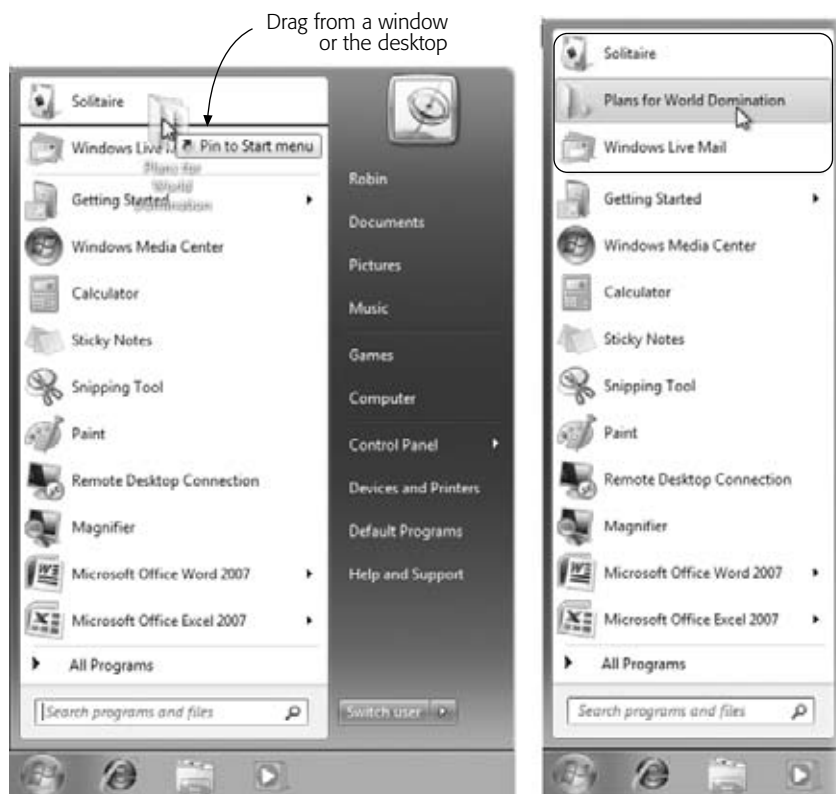 Drag from a window
or the desktop
Solitaire
Windows Live
Pin to Start menu
Plans for
World
Domination
Getting Started
Windows Media Center
Calculator
Sticky Notes
Snipping Tool
Paint
Remote Desktop Connection
Magnifier
Microsoft Office Word 2007
Microsoft Office Excel 2007
All Programs
Search programs and files
Robin
Documents
Pictures
Music
Games
Computer
Control Panel
Devices and Printers
Default Programs
Help and Support
Switch user
Solitaire
Plans for World Domination
Windows Live Mail
Getting Started
Windows Media Center
Calculator
Sticky Notes
Snipping Tool
Paint
Remote Desktop Connection
Magnifier
Microsoft Office Word 2007
Microsoft Office Excel 2007
All Programs
Search programs and files